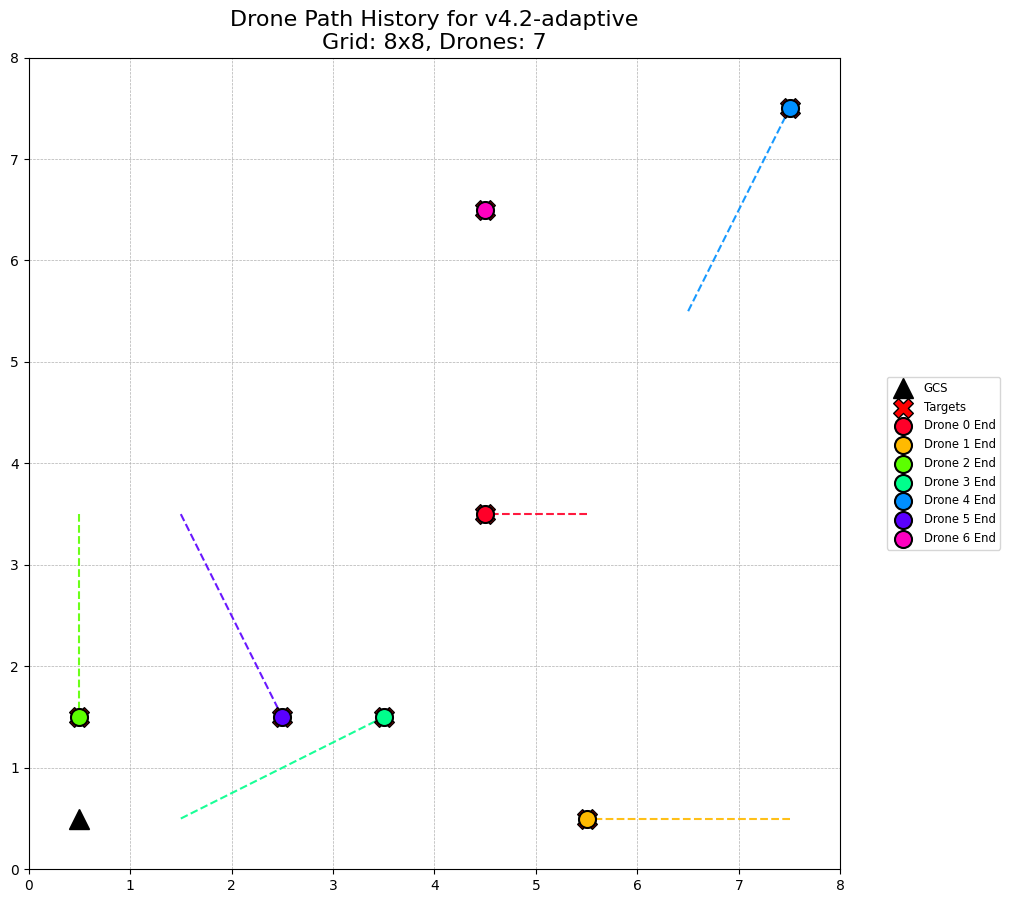 Drone Path History for v4.2-adaptive
Grid: 8x8, Drones: 7
8
7
6
5
4
3
2
1
0
0 1 2 3 4 5 6 7 8
GCS
Targets
Drone 0 End
Drone 1 End
Drone 2 End
Drone 3 End
Drone 4 End
Drone 5 End
Drone 6 End